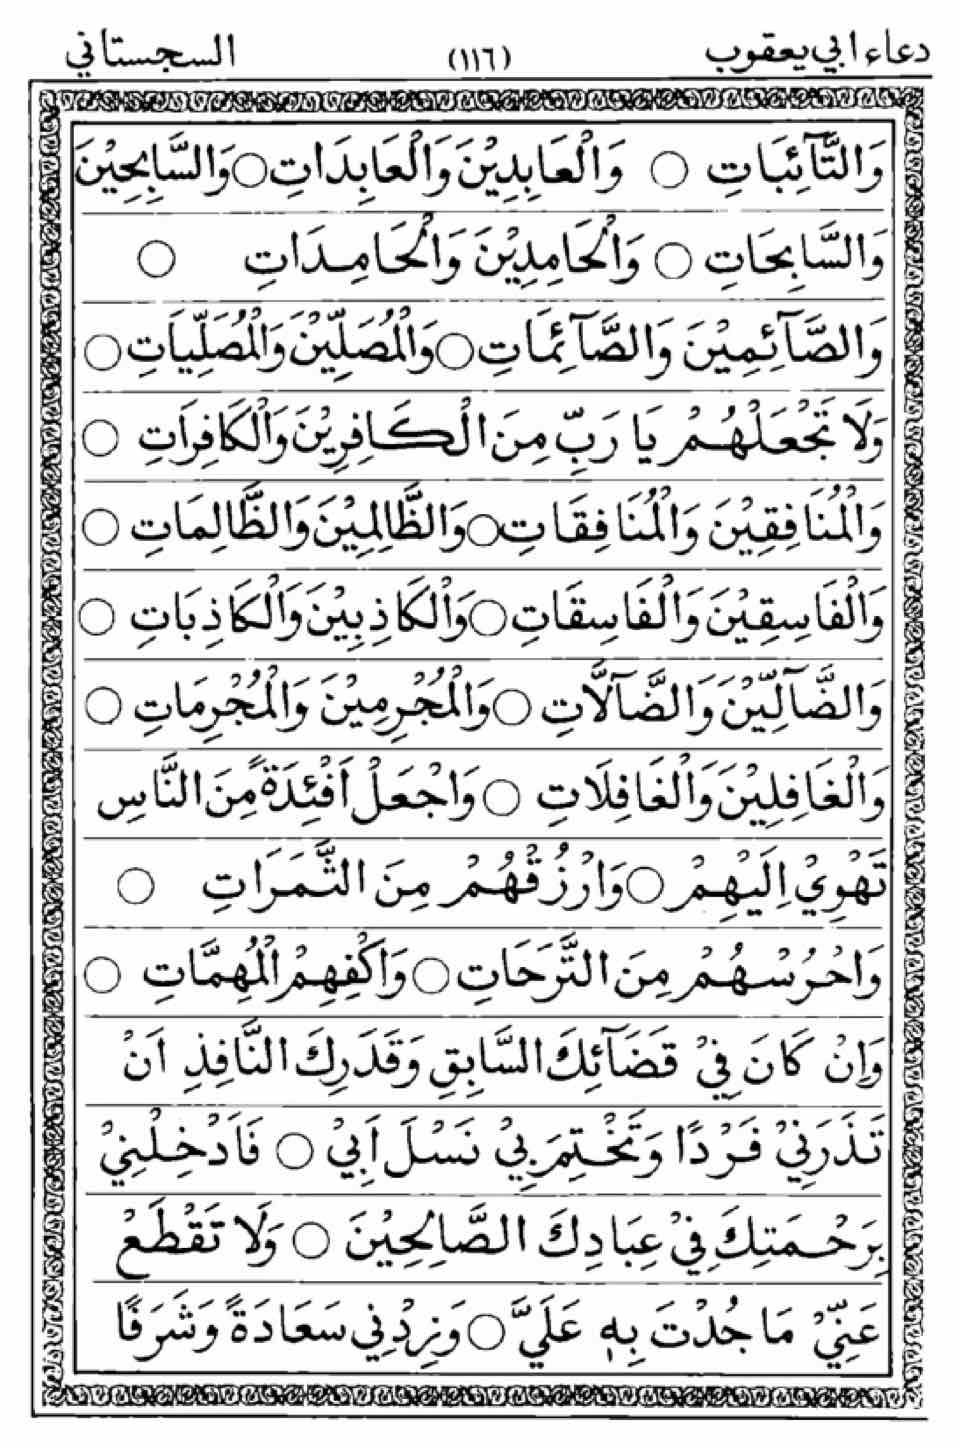 دعاء ابي يعقوب (١١٦) السجستاني
وَالتَّآئِبَاتِ ○ وَالْعَابِدِيْنَ وَالْعَابِدَاتِ ○ وَالسَّابِحِيْنَ
وَالسَّابِحَاتِ ○ وَالْحَامِدِيْنَ وَالْحَامِدَاتِ ○
وَالصَّآئِمِيْنَ وَالصَّآئِمَاتِ ○ وَالْمُصَلِّيْنَ وَالْمُصَلِّيَاتِ ○
وَلَا تَجْعَلْهُمْ يَا رَبِّ مِنَ الْكَافِرِيْنَ وَالْكَافِرَاتِ ○
وَالْمُنَافِقِيْنَ وَالْمُنَافِقَاتِ ○ وَالظَّالِمِيْنَ وَالظَّالِمَاتِ ○
وَالْفَاسِقِيْنَ وَالْفَاسِقَاتِ ○ وَالْكَاذِبِيْنَ وَالْكَاذِبَاتِ ○
وَالضَّآلِّيْنَ وَالضَّآلَّاتِ ○ وَالْمُجْرِمِيْنَ وَالْمُجْرِمَاتِ ○
وَالْغَافِلِيْنَ وَالْغَافِلَاتِ ○ وَاجْعَلْ اَفْئِدَةً مِّنَ النَّاسِ
تَهْوِيْ اِلَيْهِمْ ○ وَارْزُقْهُمْ مِنَ الثَّمَرَاتِ ○
وَاحْرُسْهُمْ مِنَ التَّرَحَاتِ ○ وَاكْفِهِمْ الْمُهِمَّاتِ ○
وَاِنْ كَانَ فِيْ قَضَآئِكَ السَّابِقِ وَقَدَرِكَ النَّافِذِ اَنْ
تَذَرَنِيْ فَرْدًا وَتَخْتِمَ بِيْ نَسْلَ اَبِيْ ○ فَاَدْخِلْنِيْ
بِرَحْمَتِكَ فِيْ عِبَادِكَ الصَّالِحِيْنَ ○ وَلَا تَقْطَعْ
عَنِّيْ مَا جُدْتَ بِهٖ عَلَيَّ ○ وَزِدْنِي سَعَادَةً وَشَرَفًا